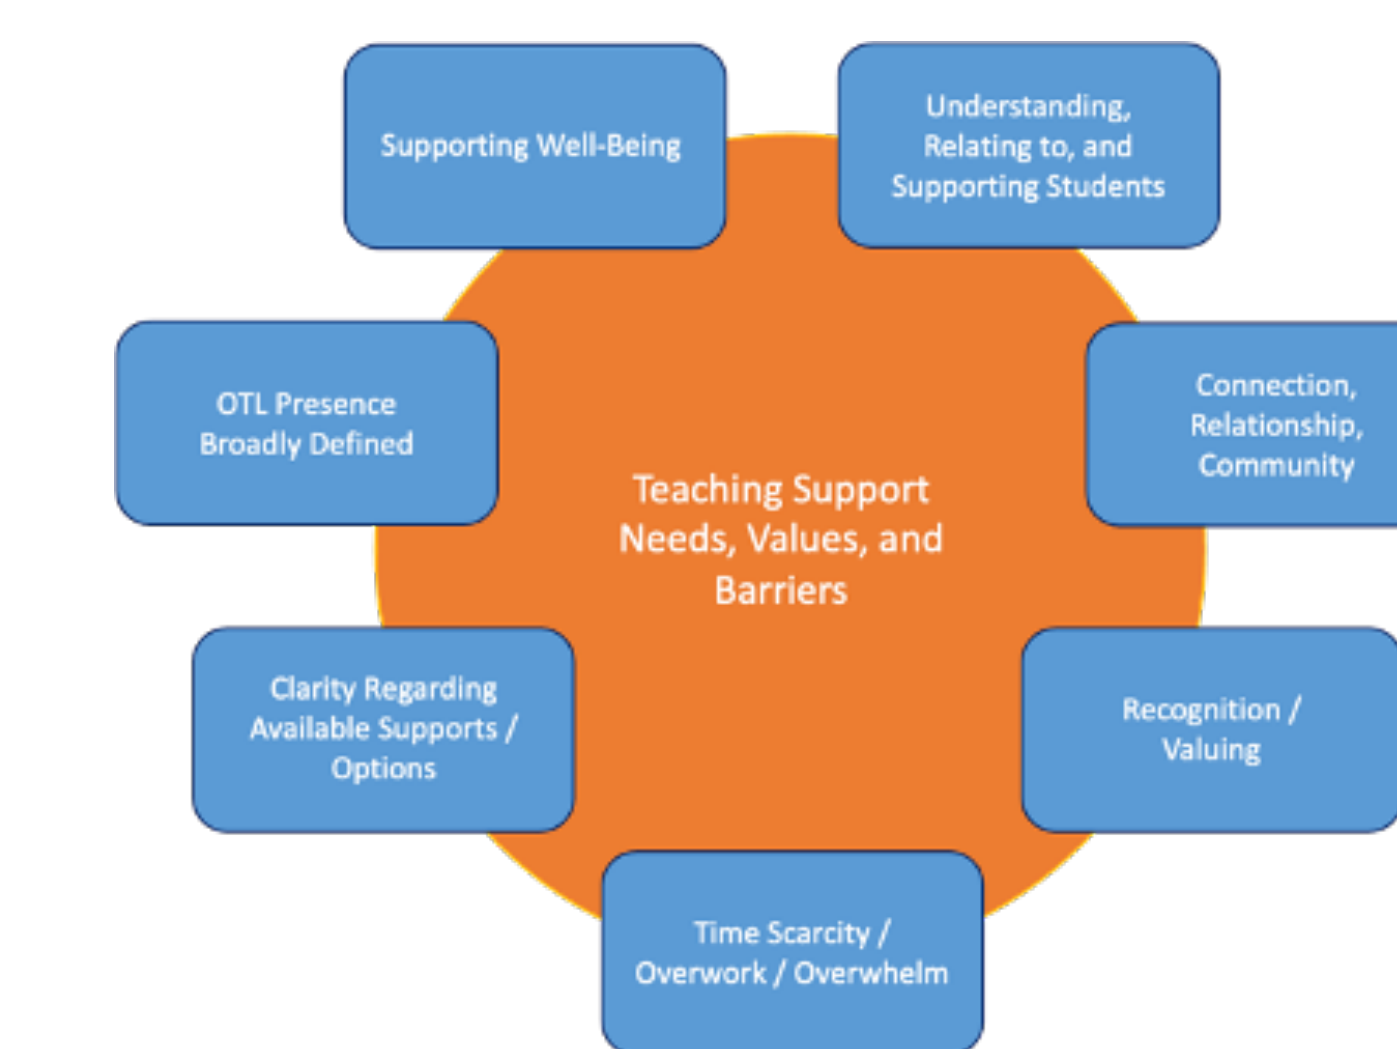 Supporting Well-Being
Understanding,
Relating to, and
Supporting Students
OTL Presence
Broadly Defined
Connection,
Relationship,
Community
Teaching Support
Needs, Values, and
Barriers
Clarity Regarding
Available Supports /
Options
Recognition /
Valuing
Time Scarcity /
Overwork / Overwhelm